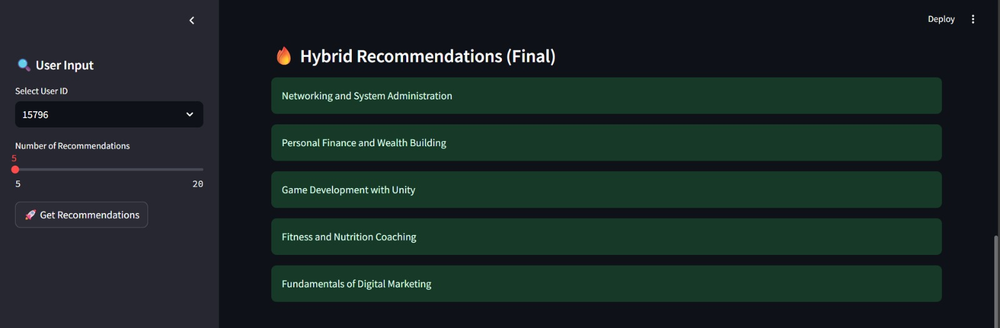 Deploy
User Input
Select User ID
15796
Number of Recommendations
5
5 20
Get Recommendations
Hybrid Recommendations (Final)
Networking and System Administration
Personal Finance and Wealth Building
Game Development with Unity
Fitness and Nutrition Coaching
Fundamentals of Digital Marketing